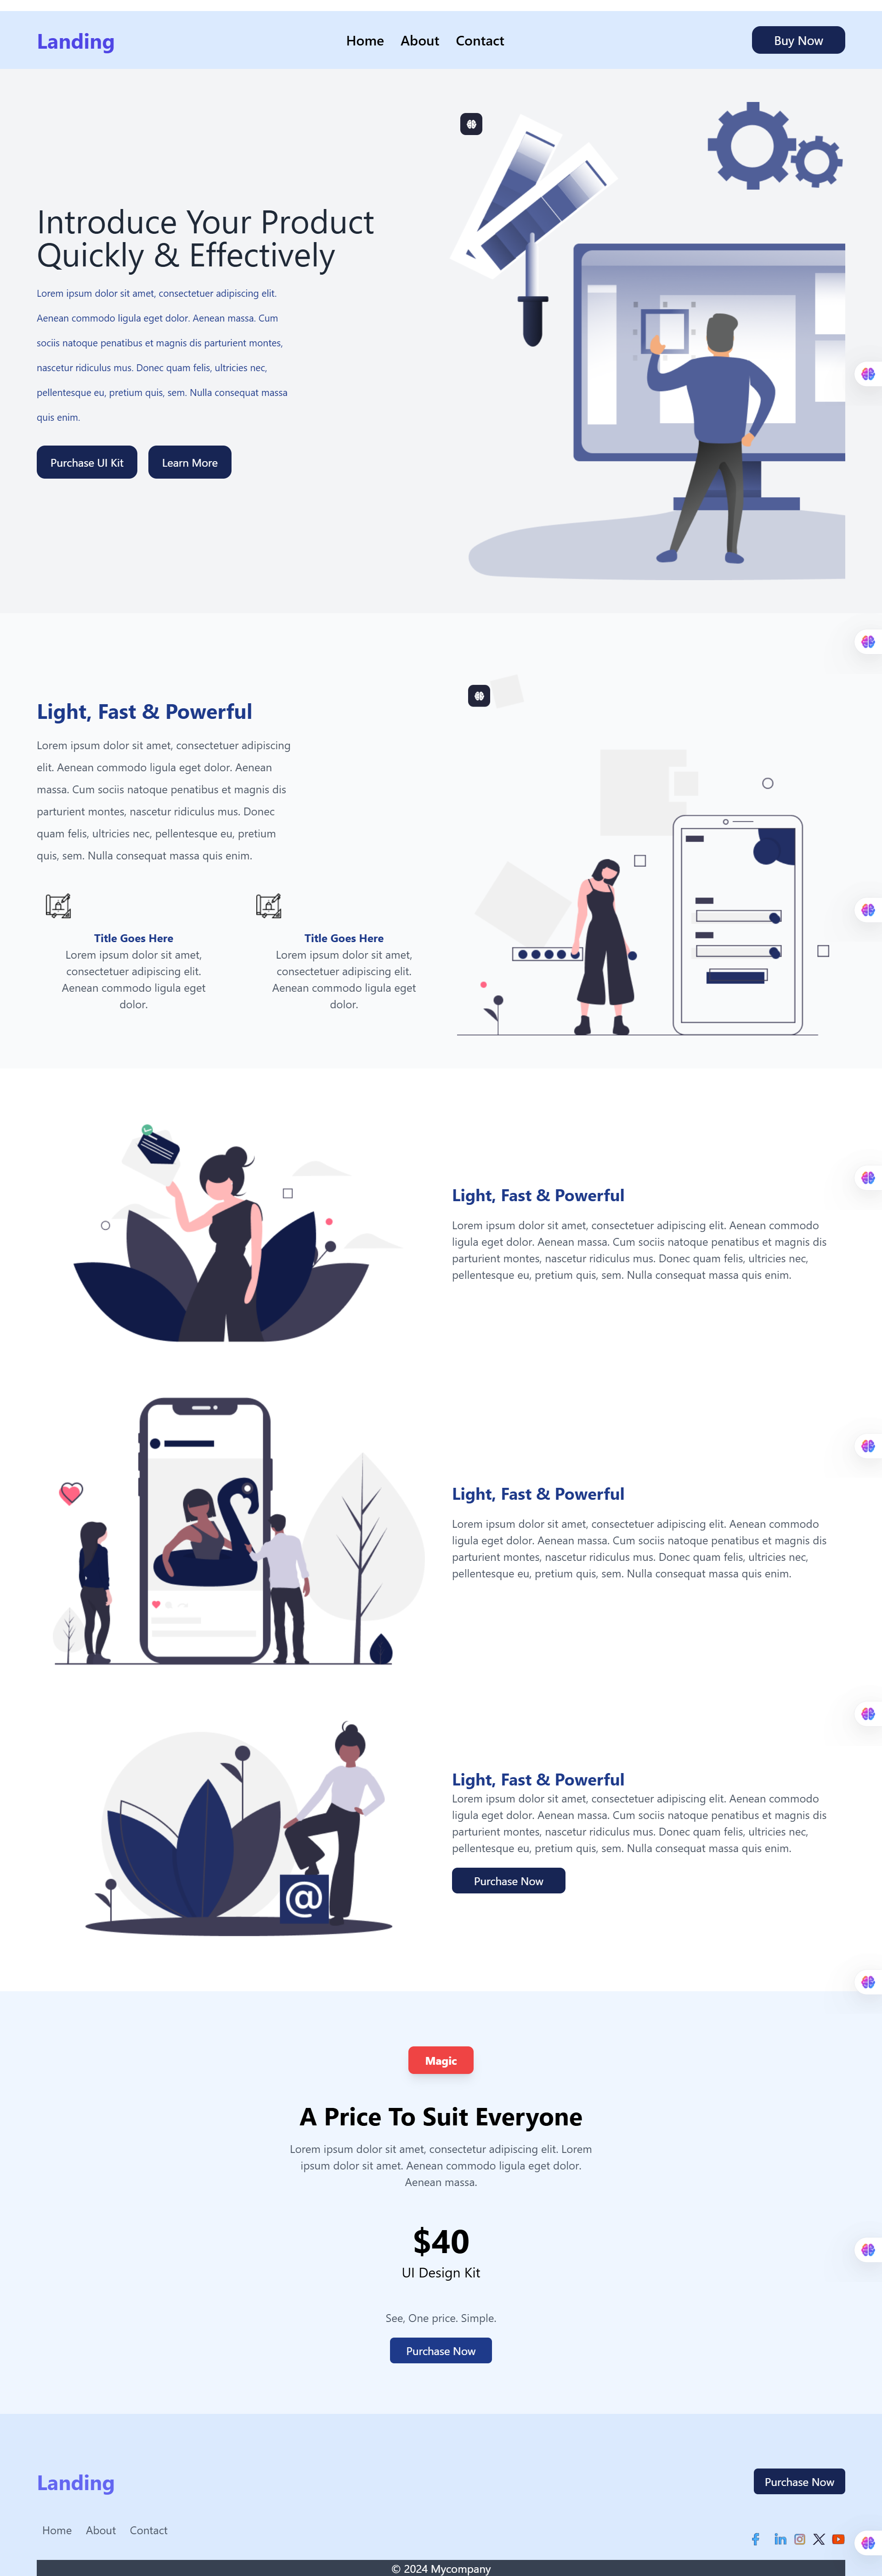 Landing
Home About Contact
Buy Now
Introduce Your Product
Quickly & Effectively
Lorem ipsum dolor sit amet, consectetuer adipiscing elit.
Aenean commodo ligula eget dolor. Aenean massa. Cum
sociis natoque penatibus et magnis dis parturient montes,
nascetur ridiculus mus. Donec quam felis, ultricies nec,
pellentesque eu, pretium quis, sem. Nulla consequat massa
quis enim.
Purchase UI Kit
Learn More
Light, Fast & Powerful
Lorem ipsum dolor sit amet, consectetuer adipiscing
elit. Aenean commodo ligula eget dolor. Aenean
massa. Cum sociis natoque penatibus et magnis dis
parturient montes, nascetur ridiculus mus. Donec
quam felis, ultricies nec, pellentesque eu, pretium
quis, sem. Nulla consequat massa quis enim.
Title Goes Here
Lorem ipsum dolor sit amet,
consectetuer adipiscing elit.
Aenean commodo ligula eget
dolor.
Title Goes Here
Lorem ipsum dolor sit amet,
consectetuer adipiscing elit.
Aenean commodo ligula eget
dolor.
Light, Fast & Powerful
Lorem ipsum dolor sit amet, consectetuer adipiscing elit. Aenean commodo
ligula eget dolor. Aenean massa. Cum sociis natoque penatibus et magnis dis
parturient montes, nascetur ridiculus mus. Donec quam felis, ultricies nec,
pellentesque eu, pretium quis, sem. Nulla consequat massa quis enim.
Light, Fast & Powerful
Lorem ipsum dolor sit amet, consectetuer adipiscing elit. Aenean commodo
ligula eget dolor. Aenean massa. Cum sociis natoque penatibus et magnis dis
parturient montes, nascetur ridiculus mus. Donec quam felis, ultricies nec,
pellentesque eu, pretium quis, sem. Nulla consequat massa quis enim.
@
Light, Fast & Powerful
Lorem ipsum dolor sit amet, consectetuer adipiscing elit. Aenean commodo
ligula eget dolor. Aenean massa. Cum sociis natoque penatibus et magnis dis
parturient montes, nascetur ridiculus mus. Donec quam felis, ultricies nec,
pellentesque eu, pretium quis, sem. Nulla consequat massa quis enim.
Purchase Now
Magic
A Price To Suit Everyone
Lorem ipsum dolor sit amet, consectetur adipiscing elit. Lorem
ipsum dolor sit amet. Aenean commodo ligula eget dolor.
Aenean massa.
$40
UI Design Kit
See, One price. Simple.
Purchase Now
Landing
Purchase Now
Home About Contact
© 2024 Mycompany